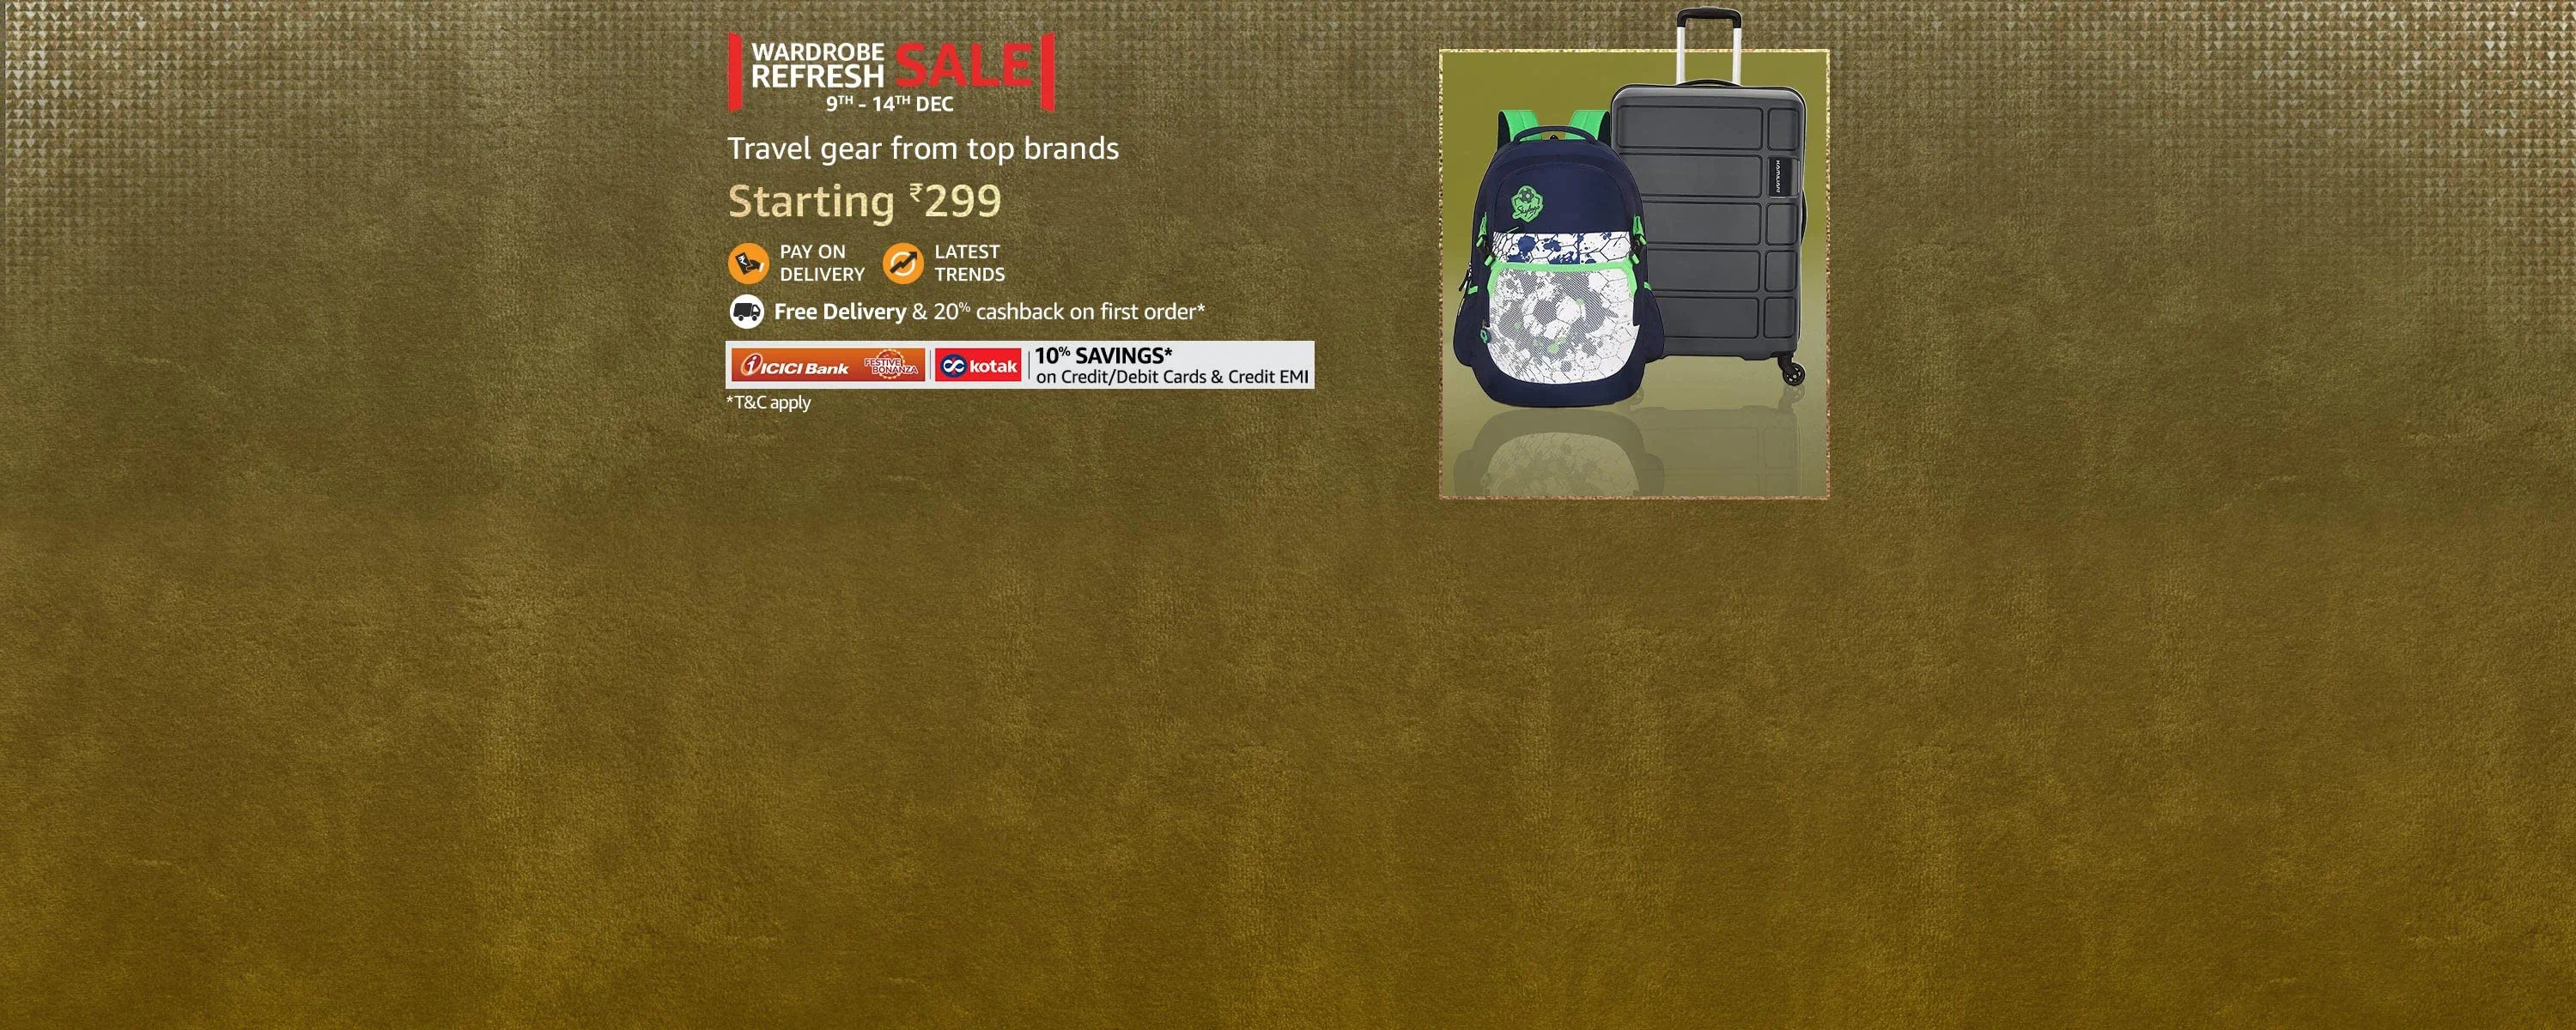 WARDROBE
REFRESH SALE
9TH - 14TH DEC
Travel gear from top brands
Starting ₹299
PAY ON
DELIVERY
LATEST
TRENDS
Free Delivery & 20% cashback on first order*
ICICI Bank FESTIVE BONANZA kotak 10% SAVINGS*
on Credit/Debit Cards & Credit EMI
*T&C apply